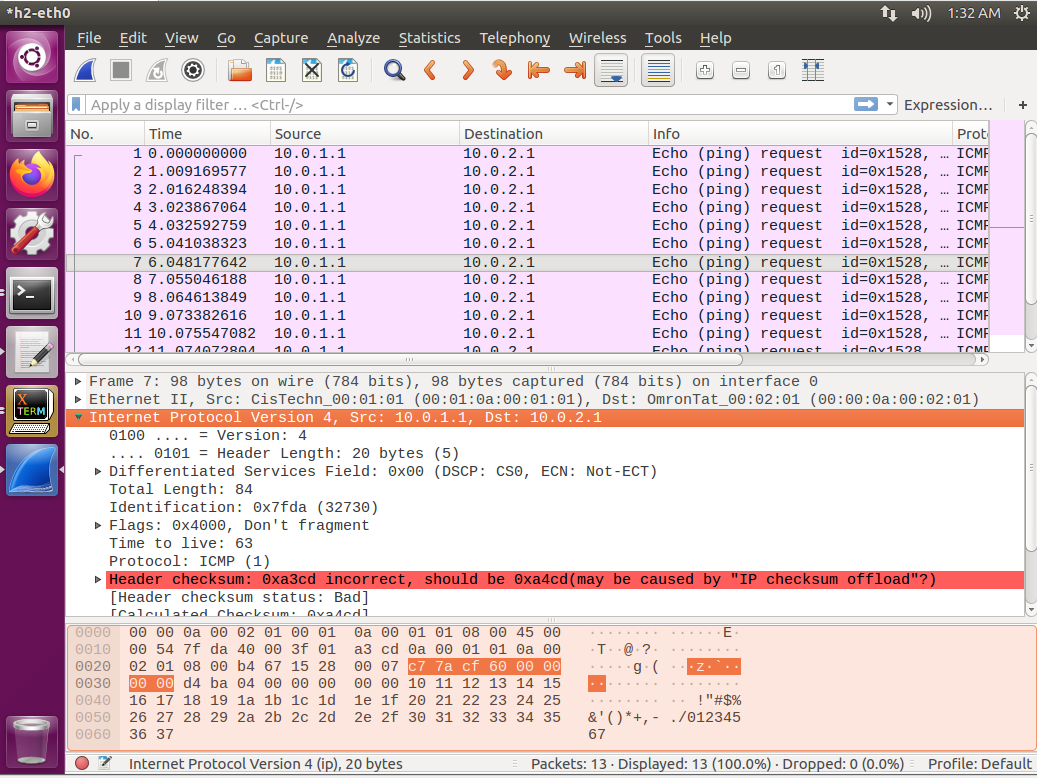 *h2-eth0 1:32 AM
File Edit View Go Capture Analyze Statistics Telephony Wireless Tools Help
Apply a display filter … <Ctrl-/> Expression… +
No. Time Source Destination Info
1 0.000000000 10.0.1.1 10.0.2.1 Echo (ping) request id=0x1528, …
2 1.009169577 10.0.1.1 10.0.2.1 Echo (ping) request id=0x1528, …
3 2.016248394 10.0.1.1 10.0.2.1 Echo (ping) request id=0x1528, …
4 3.023867064 10.0.1.1 10.0.2.1 Echo (ping) request id=0x1528, …
5 4.032592759 10.0.1.1 10.0.2.1 Echo (ping) request id=0x1528, …
6 5.041038323 10.0.1.1 10.0.2.1 Echo (ping) request id=0x1528, …
7 6.048177642 10.0.1.1 10.0.2.1 Echo (ping) request id=0x1528, …
8 7.055046188 10.0.1.1 10.0.2.1 Echo (ping) request id=0x1528, …
9 8.064613849 10.0.1.1 10.0.2.1 Echo (ping) request id=0x1528, …
10 9.073382616 10.0.1.1 10.0.2.1 Echo (ping) request id=0x1528, …
11 10.075547082 10.0.1.1 10.0.2.1 Echo (ping) request id=0x1528, …
12 11.074072804 10.0.1.1 10.0.2.1 Echo (ping) request id=0x1528, …
Frame 7: 98 bytes on wire (784 bits), 98 bytes captured (784 bits) on interface 0
Ethernet II, Src: CisTechn_00:01:01 (00:01:0a:00:01:01), Dst: OmronTat_00:02:01 (00:00:0a:00:02:01)
Internet Protocol Version 4, Src: 10.0.1.1, Dst: 10.0.2.1
0100 .... = Version: 4
.... 0101 = Header Length: 20 bytes (5)
Differentiated Services Field: 0x00 (DSCP: CS0, ECN: Not-ECT)
Total Length: 84
Identification: 0x7fda (32730)
Flags: 0x4000, Don't fragment
Time to live: 63
Protocol: ICMP (1)
Header checksum: 0xa3cd incorrect, should be 0xa4cd(may be caused by "IP checksum offload"?)
[Header checksum status: Bad]
[Calculated Checksum: 0xa4cd]
0000 00 00 0a 00 02 01 00 01 0a 00 01 01 08 00 45 00 ········ ······E·
0010 00 54 7f da 40 00 3f 01 a3 cd 0a 00 01 01 0a 00 ·T··@·?· ········
0020 02 01 08 00 b4 67 15 28 00 07 c7 7a cf 60 00 00 ·····g·( ···z·`··
0030 00 00 d4 ba 04 00 00 00 00 00 10 11 12 13 14 15 ········ ········
0040 16 17 18 19 1a 1b 1c 1d 1e 1f 20 21 22 23 24 25 ········ ·· !"#$%
0050 26 27 28 29 2a 2b 2c 2d 2e 2f 30 31 32 33 34 35 &'()*+,- ./012345
0060 36 37 67
Internet Protocol Version 4 (ip), 20 bytes Packets: 13 · Displayed: 13 (100.0%) · Dropped: 0 (0.0%) Profile: Default